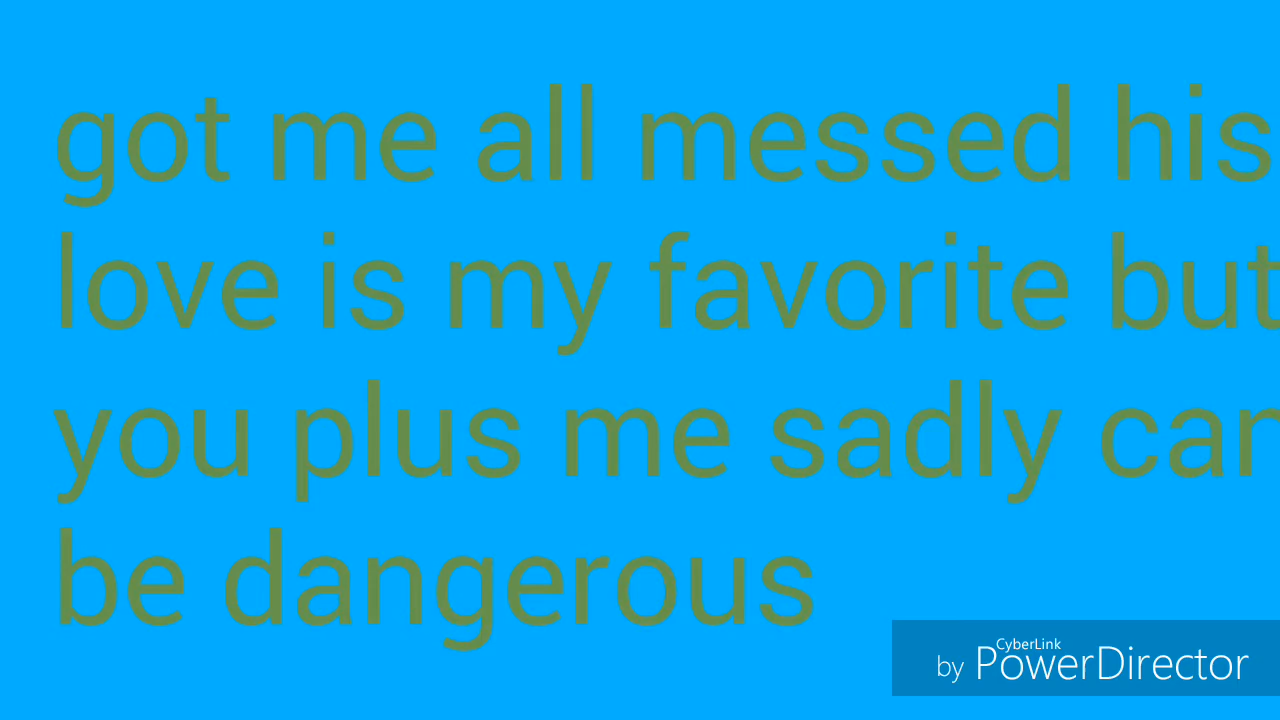 got me all messed his
love is my favorite but
you plus me sadly can
be dangerous
CyberLink
by PowerDirector